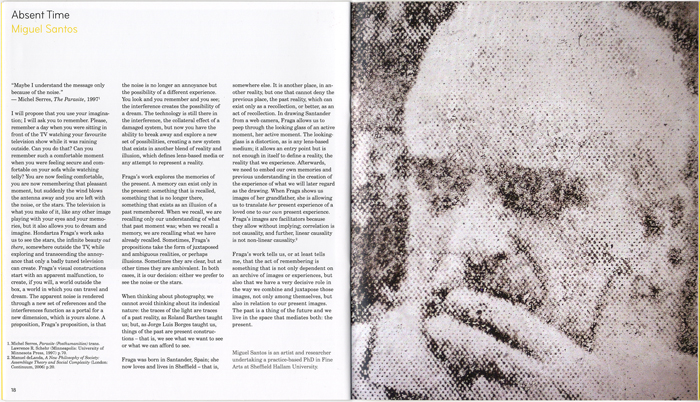 Absent Time
Miguel Santos
“Maybe I understand the message only
because of the noise.”
— Michel Serres, The Parasite, 1997¹
I will propose that you use your imagina-
tion; I will ask you to remember. Please,
remember a day when you were sitting in
front of the TV watching your favourite
television show while it was raining
outside. Can you do that? Can you
remember such a comfortable moment
when you were feeling secure and com-
fortable on your sofa while watching
telly? You are now feeling comfortable,
you are now remembering that pleasant
moment, but suddenly the wind blows
the antenna away and you are left with
the noise, or the stars. The television is
what you make of it, like any other image
playing with your eyes and your memo-
ries, but it also allows you to dream and
imagine. Hondartza Fraga's work asks
us to see the stars, the infinite beauty out
there, somewhere outside the TV, while
exploring and transcending the annoy-
ance that only a badly tuned television
can create. Fraga's visual constructions
start with an apparent malfunction, to
create, if you will, a world outside the
box, a world in which you can travel and
dream. The apparent noise is rendered
through a new set of references and the
interferences function as a portal for a
new dimension, which is yours alone. A
proposition, Fraga's proposition, is that
1. Michel Serres, Parasite (Posthumanities) trans.
Lawrence R. Schehr (Minneapolis: University of
Minnesota Press, 1997) p.70.
2. Manuel deLanda, A New Philosophy of Society:
Assemblage Theory and Social Complexity (London:
Continuum, 2006) p.20.
18
the noise is no longer an annoyance but
the possibility of a different experience.
You look and you remember and you see;
the interference creates the possibility of
a dream. The technology is still there in
the interference, the collateral effect of a
damaged system, but now you have the
ability to break away and explore a new
set of possibilities, creating a new system
that exists in another blend of reality and
illusion, which defines lens-based media or
any attempt to represent a reality.
Fraga's work explores the memories of
the present. A memory can exist only in
the present: something that is recalled,
something that is no longer there,
something that exists as an illusion of a
past remembered. When we recall, we are
recalling only our understanding of what
that past moment was; when we recall a
memory, we are recalling what we have
already recalled. Sometimes, Fraga's
propositions take the form of juxtaposed
and ambiguous realities, or perhaps
illusions. Sometimes they are clear, but at
other times they are ambivalent. In both
cases, it is our decision: either we prefer to
see the noise or the stars.
When thinking about photography, we
cannot avoid thinking about its indexical
nature: the traces of the light are traces
of a past reality, as Roland Barthes taught
us; but, as Jorge Luis Borges taught us,
things of the past are present construc-
tions – that is, we see what we want to see
or what we can afford to see.
Fraga was born in Santander, Spain; she
now loves and lives in Sheffield – that is,
somewhere else. It is another place, in an-
other reality, but one that cannot deny the
previous place, the past reality, which can
exist only as a recollection, or better, as an
act of recollection. In drawing Santander
from a web camera, Fraga allows us to
peep through the looking glass of an active
moment, her active moment. The looking-
glass is a distortion, as is any lens-based
medium; it allows an entry point but is
not enough in itself to define a reality, the
reality that we experience. Afterwards,
we need to embed our own memories and
previous understanding in the creation of
the experience of what we will later regard
as the drawing. When Fraga shows us
images of her grandfather, she is allowing
us to translate her present experience of a
loved one to our own present experience.
Fraga's images are facilitators because
they allow without implying; correlation is
not causality, and further, linear causality
is not non-linear causality.²
Fraga's work tells us, or at least tells
me, that the act of remembering is
something that is not only dependent on
an archive of images or experiences, but
also that we have a very decisive role in
the way we combine and juxtapose those
images, not only among themselves, but
also in relation to our present images.
The past is a thing of the future and we
live in the space that mediates both: the
present.
Miguel Santos is an artist and researcher
undertaking a practice-based PhD in Fine
Arts at Sheffield Hallam University.